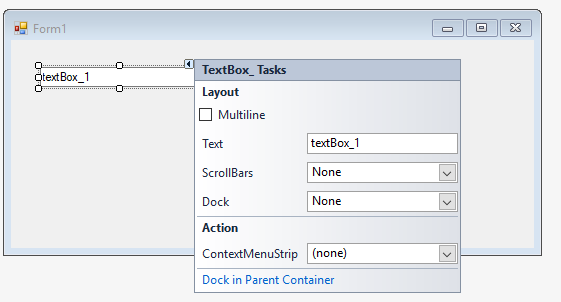 Form1
textBox_1
TextBox_ Tasks
Layout
Multiline
Text textBox_1
ScrollBars None
Dock None
Action
ContextMenuStrip (none)
Dock in Parent Container